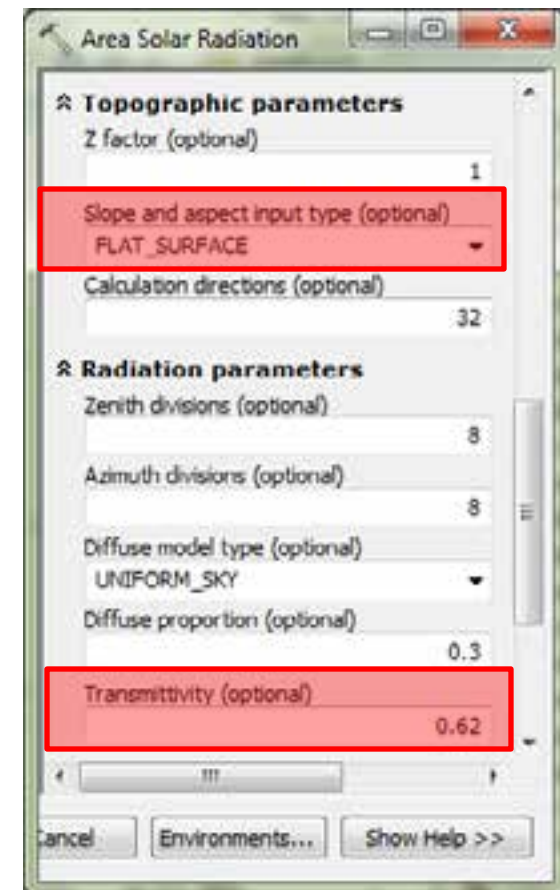 Area Solar Radiation
Topographic parameters
Z factor (optional)
1
Slope and aspect input type (optional)
FLAT_SURFACE
Calculation directions (optional)
32
Radiation parameters
Zenith divisions (optional)
8
Azimuth divisions (optional)
8
Diffuse model type (optional)
UNIFORM_SKY
Diffuse proportion (optional)
0.3
Transmittivity (optional)
0.62
Cancel Environments... Show Help >>